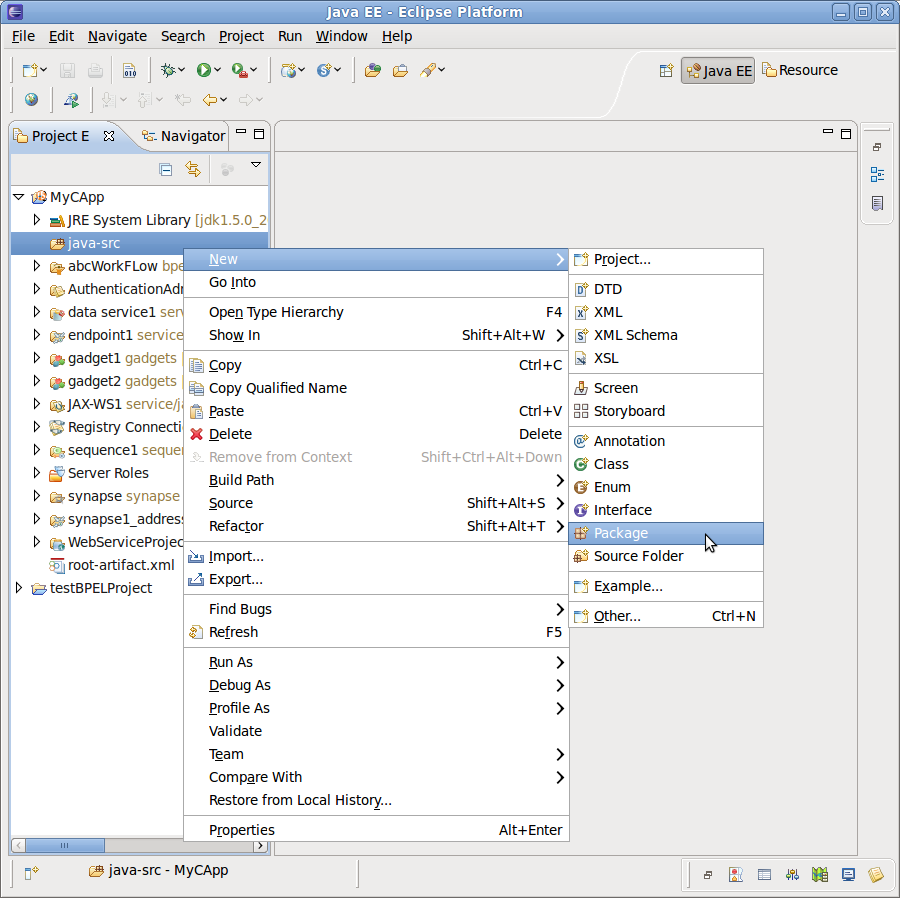 Java EE - Eclipse Platform
File Edit Navigate Search Project Run Window Help
Java EE Resource
Project E Navigator
MyCApp
JRE System Library [jdk1.5.0_2
java-src
abcWorkFLow bpe
AuthenticationAdr
data service1 serv
endpoint1 service
gadget1 gadgets
gadget2 gadgets
JAX-WS1 service/ja
Registry Connecti
sequence1 seque
Server Roles
synapse synapse
synapse1_address
WebServiceProjec
root-artifact.xml
testBPELProject
New
Go Into
Open Type Hierarchy F4
Show In Shift+Alt+W
Copy Ctrl+C
Copy Qualified Name
Paste Ctrl+V
Delete Delete
Remove from Context Shift+Ctrl+Alt+Down
Build Path
Source Shift+Alt+S
Refactor Shift+Alt+T
Import...
Export...
Find Bugs
Refresh F5
Run As
Debug As
Profile As
Validate
Team
Compare With
Restore from Local History...
Properties Alt+Enter
Project...
DTD
XML
XML Schema
XSL
Screen
Storyboard
Annotation
Class
Enum
Interface
Package
Source Folder
Example...
Other... Ctrl+N
java-src - MyCApp